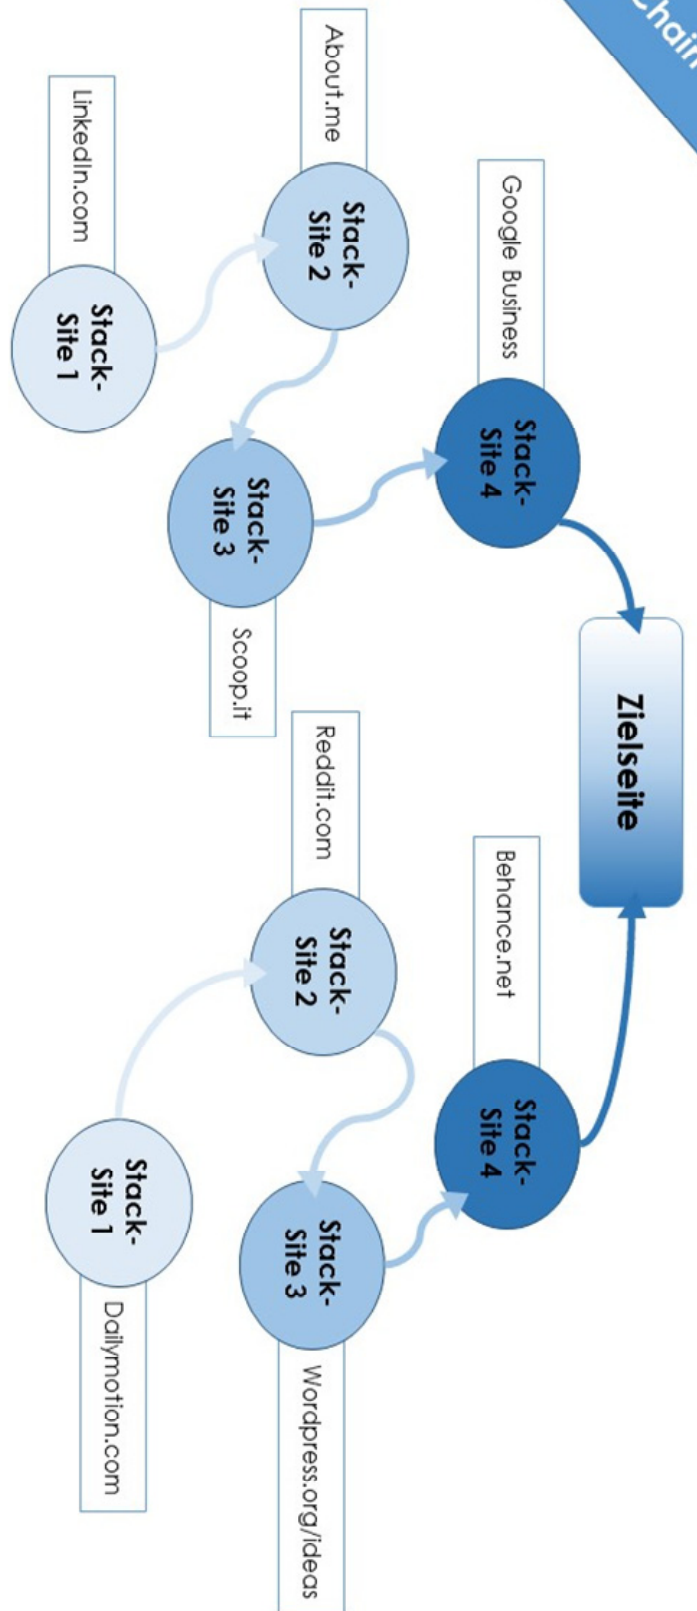 Chain
Zielseite
Google Business
Stack-
Site 4
Behance.net
Stack-
Site 4
About.me
Stack-
Site 2
Scoop.it
Stack-
Site 3
Reddit.com
Stack-
Site 2
Wordpress.org/ideas
Stack-
Site 3
LinkedIn.com
Stack-
Site 1
Dailymotion.com
Stack-
Site 1